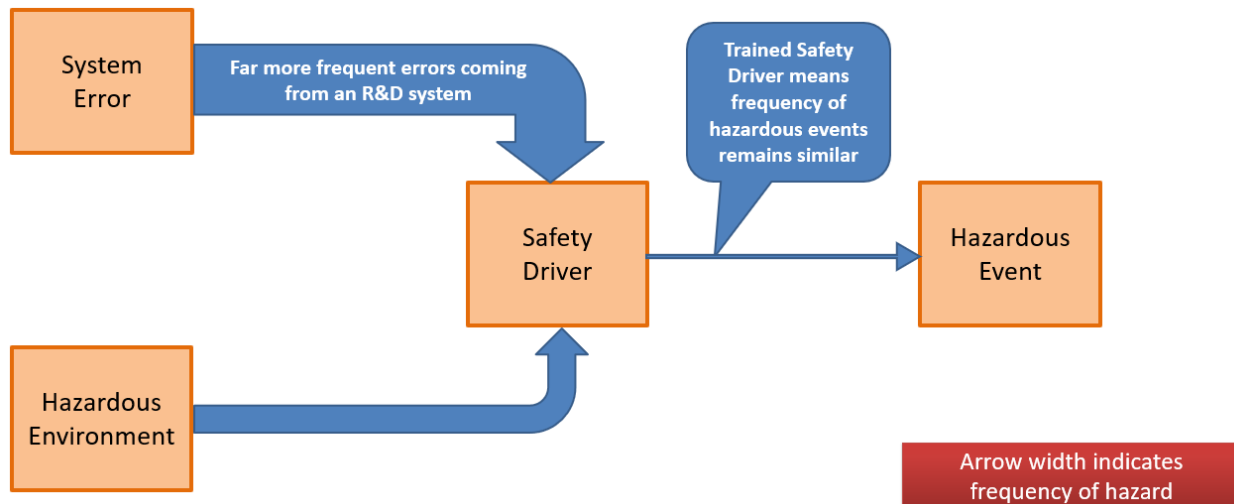 System
Error
Far more frequent errors coming
from an R&D system
Trained Safety
Driver means
frequency of
hazardous events
remains similar
Safety
Driver
Hazardous
Event
Hazardous
Environment
Arrow width indicates
frequency of hazard